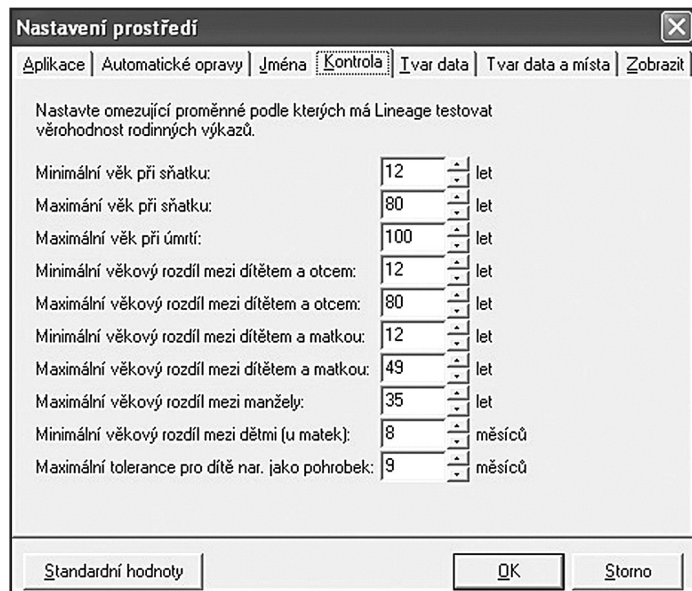 Nastavení prostředí
Aplikace Automatické opravy Jména Kontrola Tvar data Tvar data a místa Zobrazit
Nastavte omezující proměnné podle kterých má Lineage testovat
věrohodnost rodinných výkazů.
Minimální věk při sňatku: 12 let
Maximání věk při sňatku: 80 let
Maximální věk při úmrtí: 100 let
Minimální věkový rozdíl mezi dítětem a otcem: 12 let
Maximální věkový rozdíl mezi dítětem a otcem: 80 let
Minimální věkový rozdíl mezi dítětem a matkou: 12 let
Maximální věkový rozdíl mezi dítětem a matkou: 49 let
Maximální věkový rozdíl mezi manžely: 35 let
Minimální věkový rozdíl mezi dětmi (u matek): 8 měsíců
Maximální tolerance pro dítě nar. jako pohrobek: 9 měsíců
Standardní hodnoty OK Storno